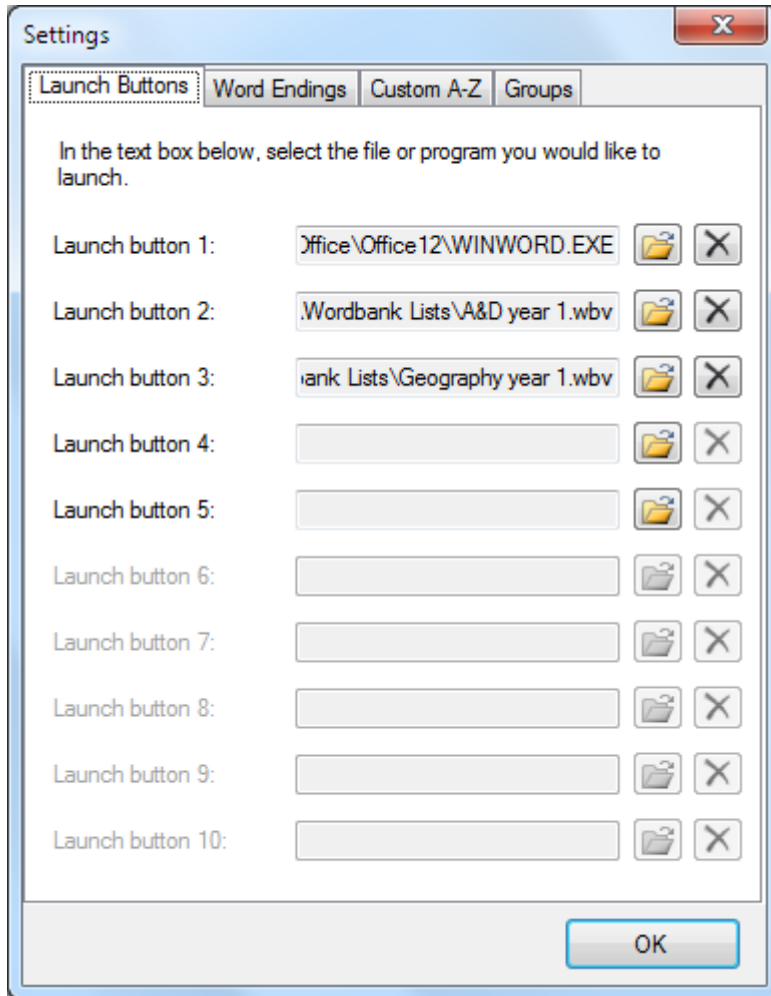 Settings
Launch Buttons Word Endings Custom A-Z Groups
In the text box below, select the file or program you would like to
launch.
Launch button 1: Office\Office12\WINWORD.EXE
Launch button 2: .Wordbank Lists\A&D year 1.wbv
Launch button 3: bank Lists\Geography year 1.wbv
Launch button 4:
Launch button 5:
Launch button 6:
Launch button 7:
Launch button 8:
Launch button 9:
Launch button 10:
OK